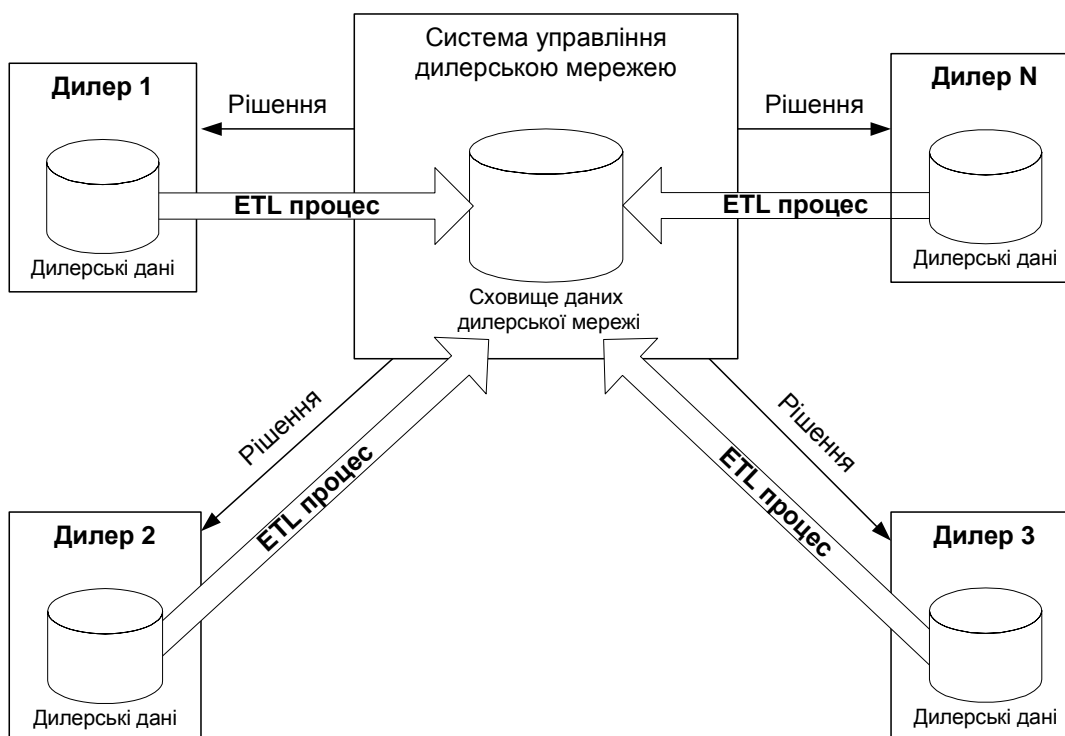 Система управління
дилерською мережею
Дилер 1
Рішення
Рішення
Дилер N
ETL процес
ETL процес
Дилерські дані
Дилерські дані
Сховище даних
дилерської мережі
Рішення
Рішення
ETL процес
ETL процес
Дилер 2
Дилер 3
Дилерські дані
Дилерські дані